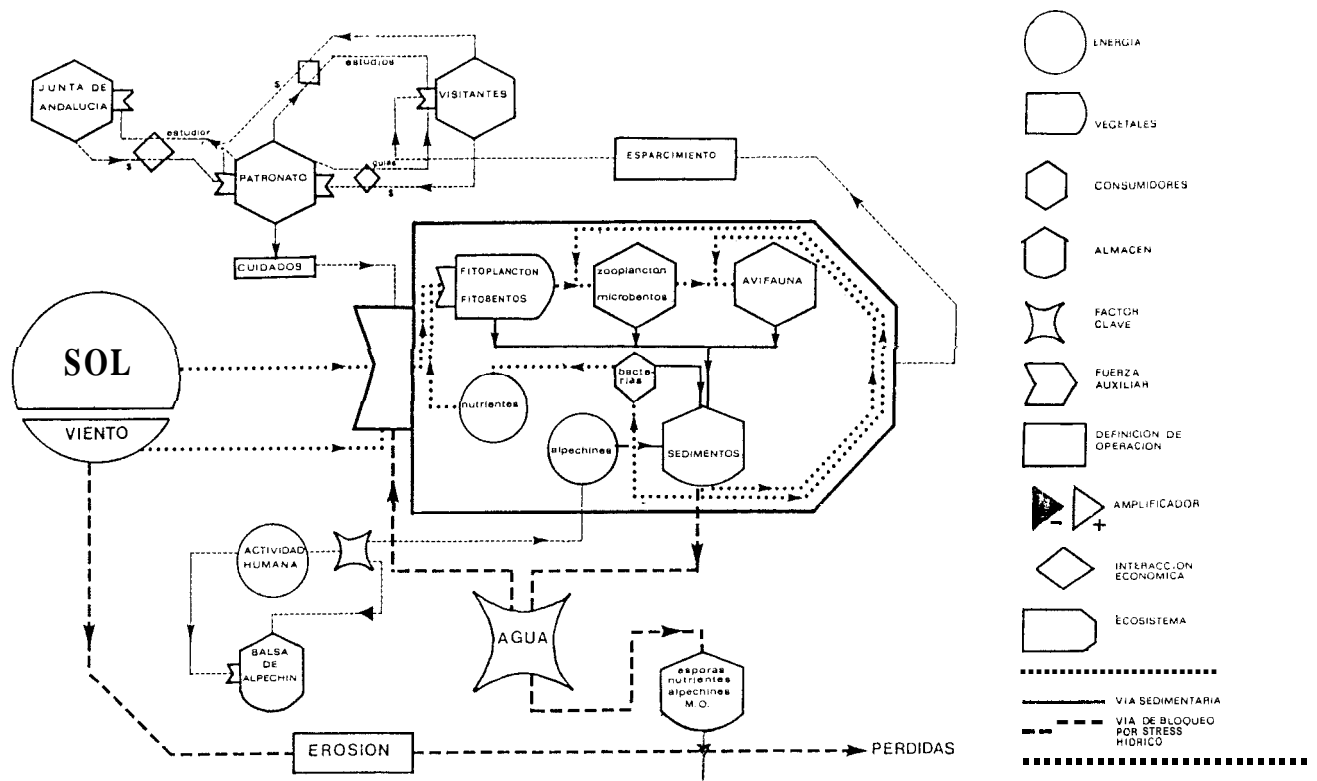 JUNTA DE
ANDALUCIA
estudios
VISITANTES
$
estudior
$
PATRONATO
guias
$
ESPARCIMIENTO
CUIDADOS
FITOPLANCTON
FITOBENTOS
zooplancton
microbentos
AVIFAUNA
SOL
VIENTO
bacte-
rias
nutrientes
alpechines
SEDIMENTOS
ACTIVIDAD
HUMANA
BALSA
DE
ALPECHIN
AGUA
esporas
nutrientes
alpechines
M.O.
EROSION
PERDIDAS
ENERGIA
VEGETALES
CONSUMIDORES
ALMACEN
FACTOR
CLAVE
FUERZA
AUXILIAR
DEFINICION DE
OPERACION
- +
AMPLIFICADOR
INTERACCION
ECONOMICA
ECOSISTEMA
VIA SEDIMENTARIA
VIA DE BLOQUEO
POR STRESS
HIDRICO